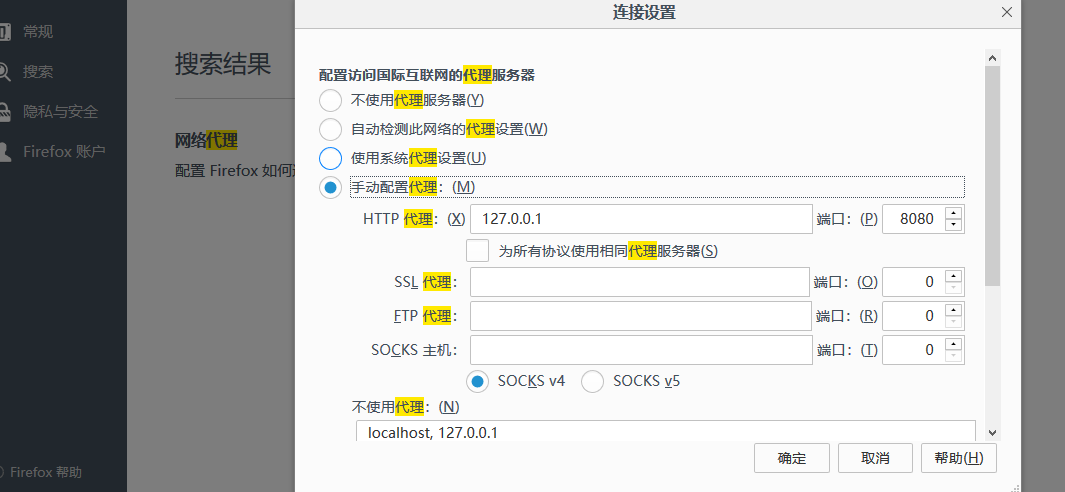 连接设置
常规
搜索
隐私与安全
Firefox 账户
Firefox 帮助
搜索结果
网络代理
配置 Firefox 如何
配置访问国际互联网的代理服务器
不使用代理服务器(Y)
自动检测此网络的代理设置(W)
使用系统代理设置(U)
手动配置代理：(M)
HTTP 代理：(X) 127.0.0.1 端口：(P) 8080
为所有协议使用相同代理服务器(S)
SSL 代理： 端口：(O) 0
FTP 代理： 端口：(R) 0
SOCKS 主机： 端口：(T) 0
SOCKS v4 SOCKS v5
不使用代理：(N)
localhost, 127.0.0.1
确定 取消 帮助(H)